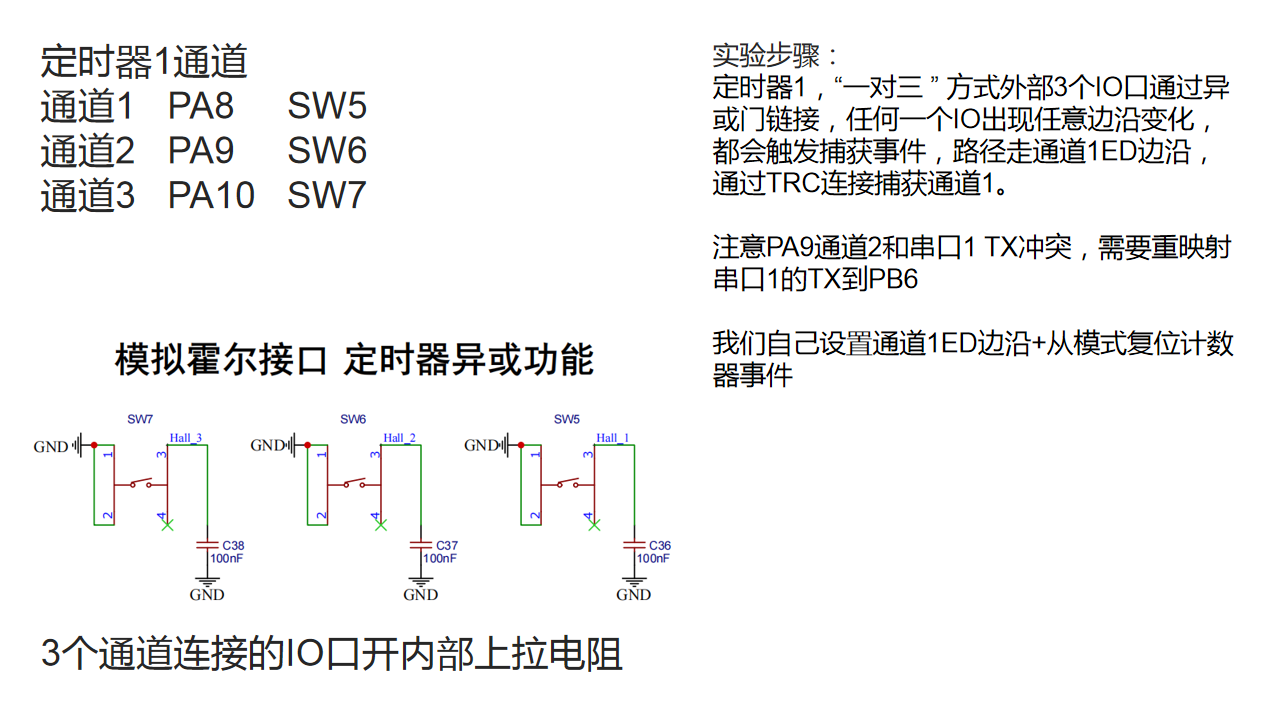 定时器1通道
通道1 PA8 SW5
通道2 PA9 SW6
通道3 PA10 SW7
实验步骤：
定时器1，“一对三 ” 方式外部3个IO口通过异
或门链接，任何一个IO出现任意边沿变化，
都会触发捕获事件，路径走通道1ED边沿，
通过TRC连接捕获通道1。
注意PA9通道2和串口1 TX冲突，需要重映射
串口1的TX到PB6
我们自己设置通道1ED边沿+从模式复位计数
器事件
模拟霍尔接口 定时器异或功能
SW7
GND
1
2
3
4
Hall_3
C38
100nF
GND
SW6
GND
1
2
3
4
Hall_2
C37
100nF
GND
SW5
GND
1
2
3
4
Hall_1
C36
100nF
GND
3个通道连接的IO口开内部上拉电阻